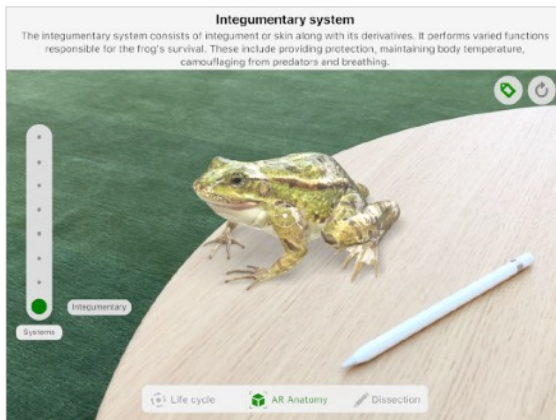 Integumentary system
The integumentary system consists of integument or skin along with its derivatives. It performs varied functions
responsible for the frog's survival. These include providing protection, maintaining body temperature,
camouflaging from predators and breathing.
Integumentary
Systems
Life cycle
AR Anatomy
Dissection